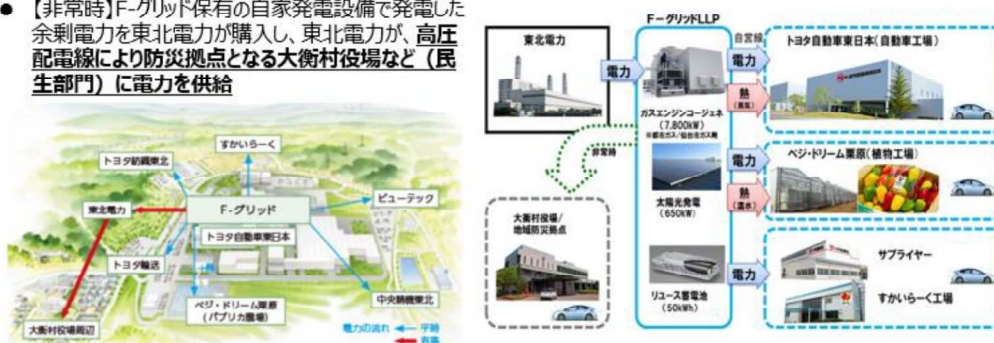 ● 【非常時】F-グリッド保有の自家発電設備で発電した
余剰電力を東北電力が購入し、東北電力が、高圧
配電線により防災拠点となる大衡村役場など（民
生部門）に電力を供給
すかいらーく
トヨタ紡織東北
ビューテック
F-グリッド
東北電力
トヨタ自動車東日本
トヨタ輸送
ベジ・ドリーム栗原
(パプリカ農場)
中央精機東北
大衡村役場周辺
電力の流れ 平時
有事
F-グリッドLLP
東北電力
電力
自営線
電力
熱
(蒸気)
トヨタ自動車東日本(自動車工場)
ガスエンジンコージェネ
(7,800kW)
※都市ガス/仙台市ガス局
非常時
電力
熱
(温水)
ベジ・ドリーム栗原(植物工場)
太陽光発電
(650kW)
大衡村役場/
地域防災拠点
電力
サプライヤー
すかいらーく工場
リユース蓄電池
(50kWh)